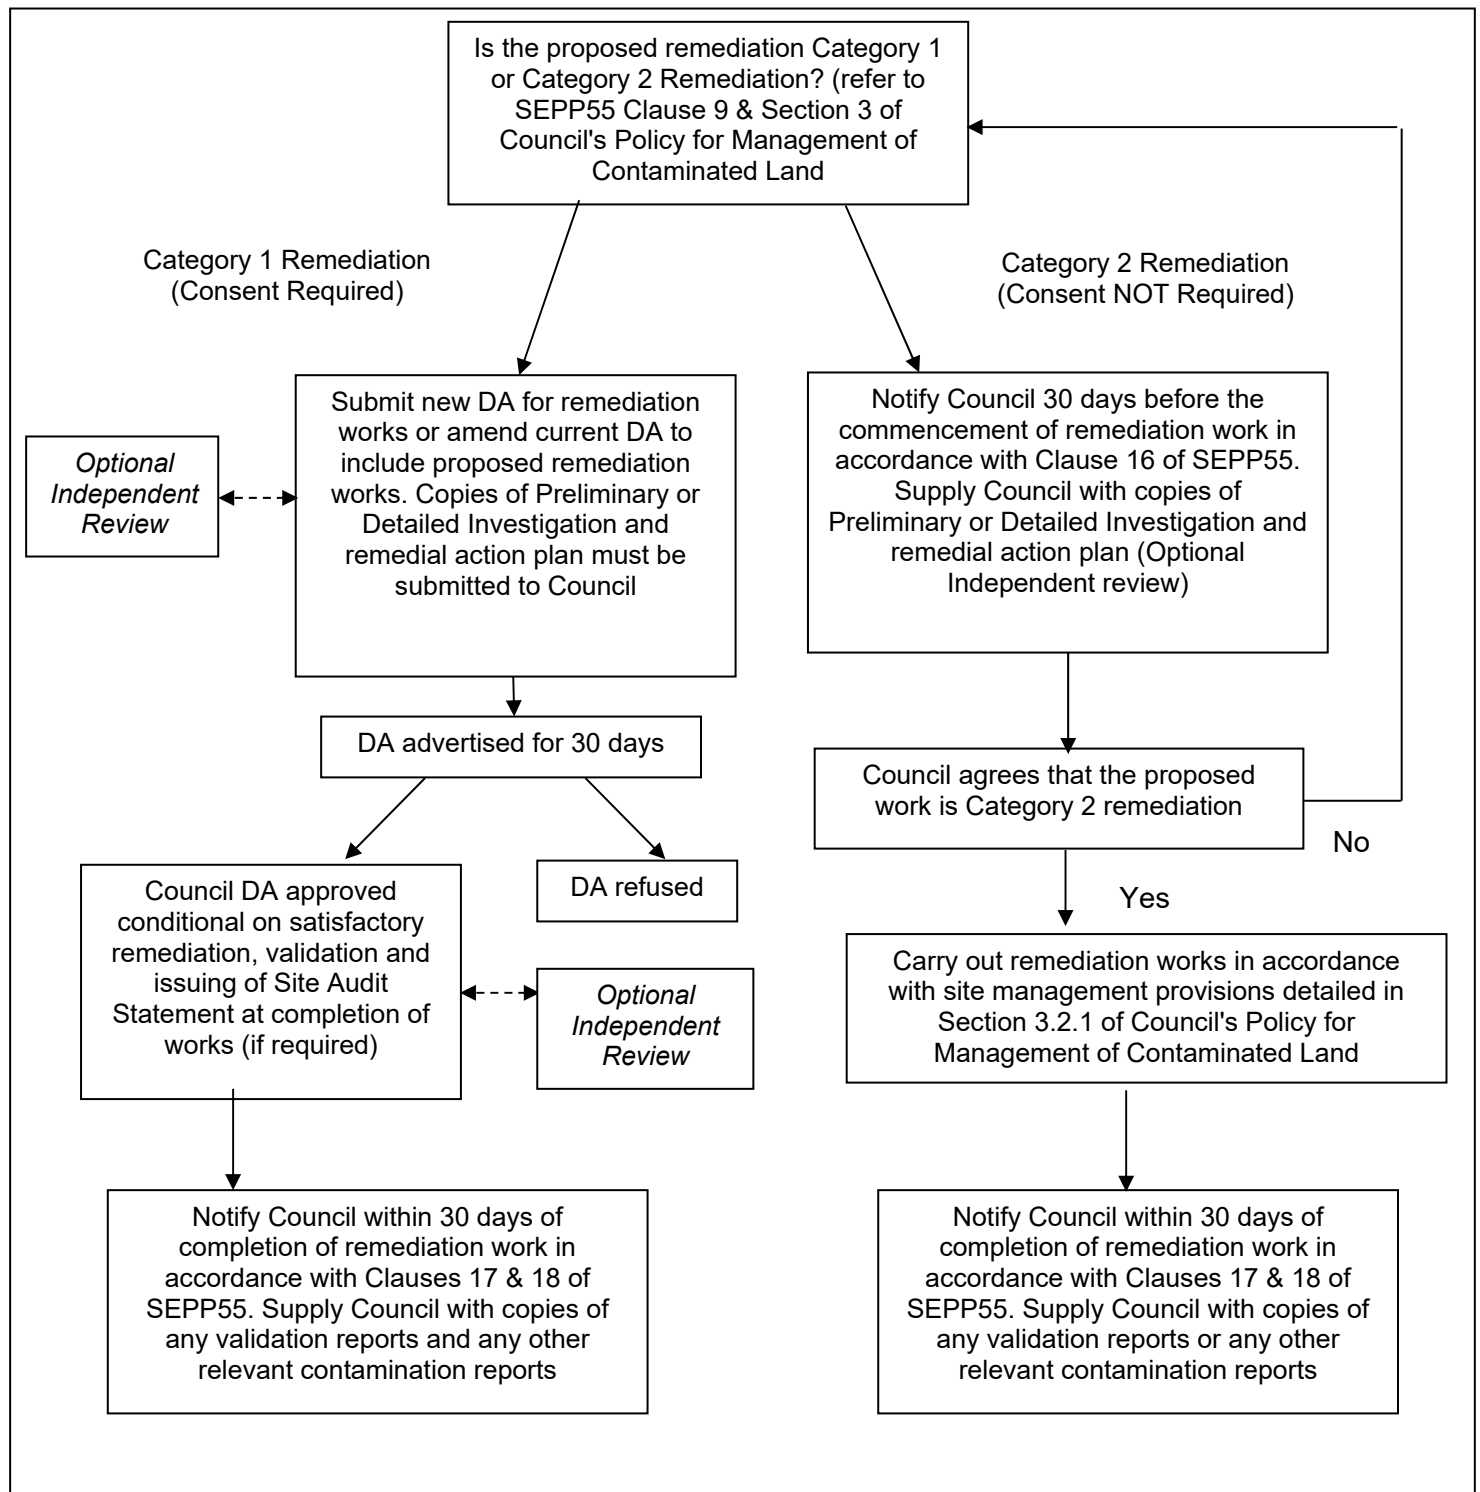 Is the proposed remediation Category 1
or Category 2 Remediation? (refer to
SEPP55 Clause 9 & Section 3 of
Council's Policy for Management of
Contaminated Land
Category 1 Remediation
(Consent Required)
Category 2 Remediation
(Consent NOT Required)
Optional
Independent
Review
Submit new DA for remediation
works or amend current DA to
include proposed remediation
works. Copies of Preliminary or
Detailed Investigation and
remedial action plan must be
submitted to Council
Notify Council 30 days before the
commencement of remediation work in
accordance with Clause 16 of SEPP55.
Supply Council with copies of
Preliminary or Detailed Investigation and
remedial action plan (Optional
Independent review)
DA advertised for 30 days
Council agrees that the proposed
work is Category 2 remediation
No
Yes
Council DA approved
conditional on satisfactory
remediation, validation and
issuing of Site Audit
Statement at completion of
works (if required)
DA refused
Optional
Independent
Review
Carry out remediation works in accordance
with site management provisions detailed in
Section 3.2.1 of Council's Policy for
Management of Contaminated Land
Notify Council within 30 days of
completion of remediation work in
accordance with Clauses 17 & 18 of
SEPP55. Supply Council with copies of
any validation reports and any other
relevant contamination reports
Notify Council within 30 days of
completion of remediation work in
accordance with Clauses 17 & 18 of
SEPP55. Supply Council with copies of
any validation reports or any other
relevant contamination reports